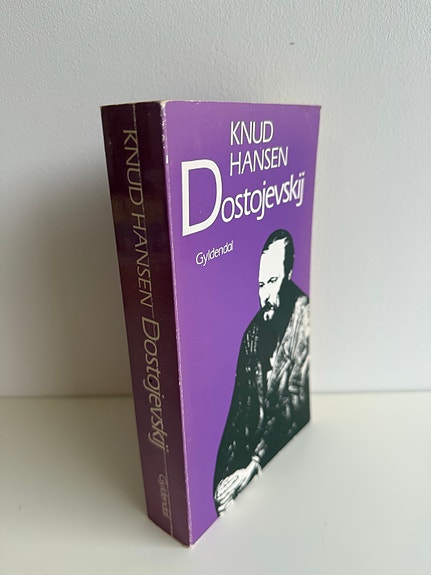 KNUD
HANSEN
Dostojevskij
Gyldendal
KNUD HANSEN Dostojevskij Gyldendal